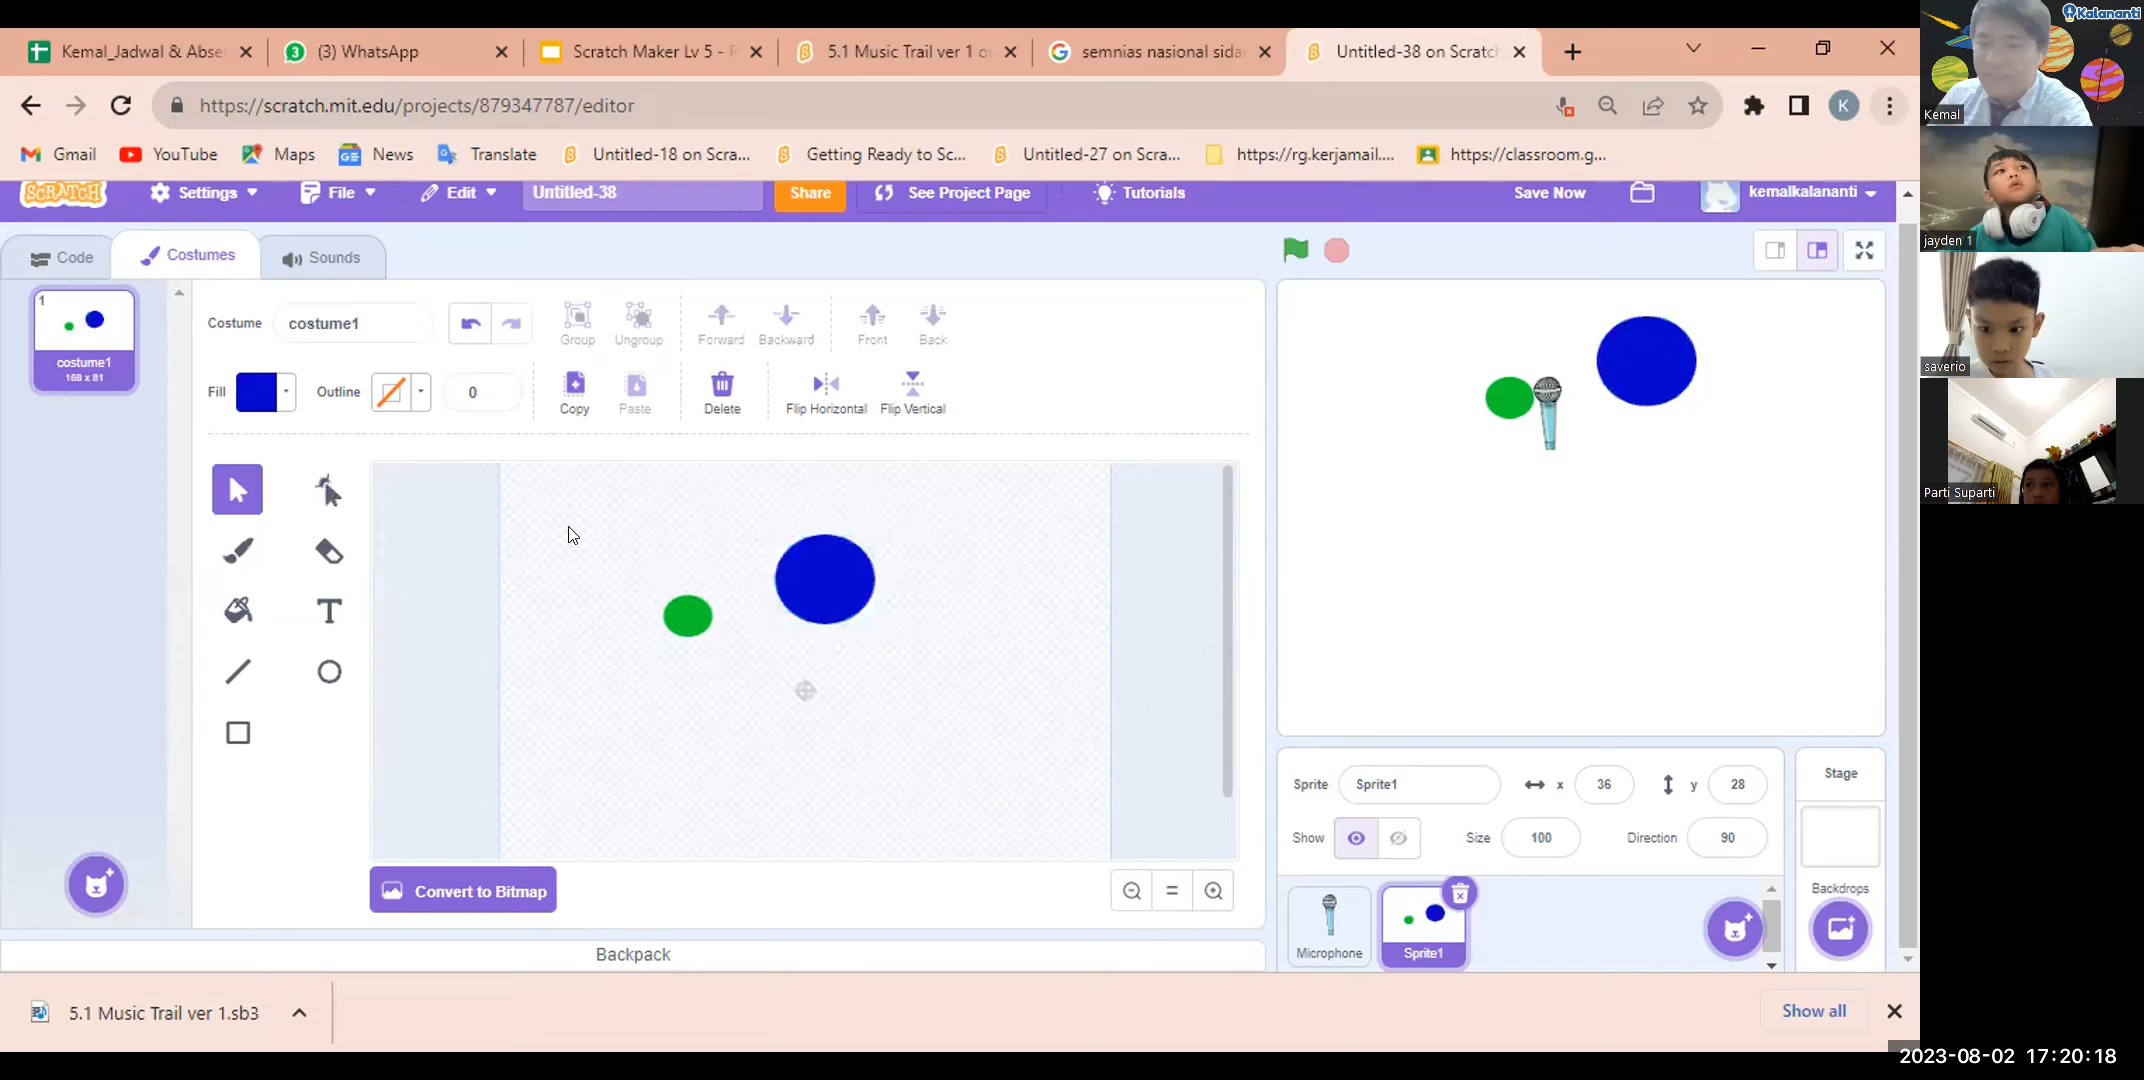 Kemal_Jadwal & Abse
(3) WhatsApp
Scratch Maker Lv 5 -
5.1 Music Trail ver 1 o
semnias nasional sida
Untitled-38 on Scratch
https://scratch.mit.edu/projects/879347787/editor
K
Gmail
YouTube
Maps
News
Translate
Untitled-18 on Scra...
Getting Ready to Sc...
Untitled-27 on Scra...
https://rg.kerjamail....
https://classroom.g...
SCRATCH
Settings
File
Edit
Untitled-38
Share
See Project Page
Tutorials
Save Now
kemalkalananti
Code
Costumes
Sounds
1
costume1
168 x 81
Costume
costume1
Group
Ungroup
Forward
Backward
Front
Back
Fill
Outline
0
Copy
Paste
Delete
Flip Horizontal
Flip Vertical
T
Convert to Bitmap
Backpack
Sprite
Sprite1
x
36
y
28
Show
Size
100
Direction
90
Stage
Backdrops
Microphone
Sprite1
5.1 Music Trail ver 1.sb3
Show all
Kalananti
Kemal
jayden 1
saverio
Parti Suparti
2023-08-02 17:20:18